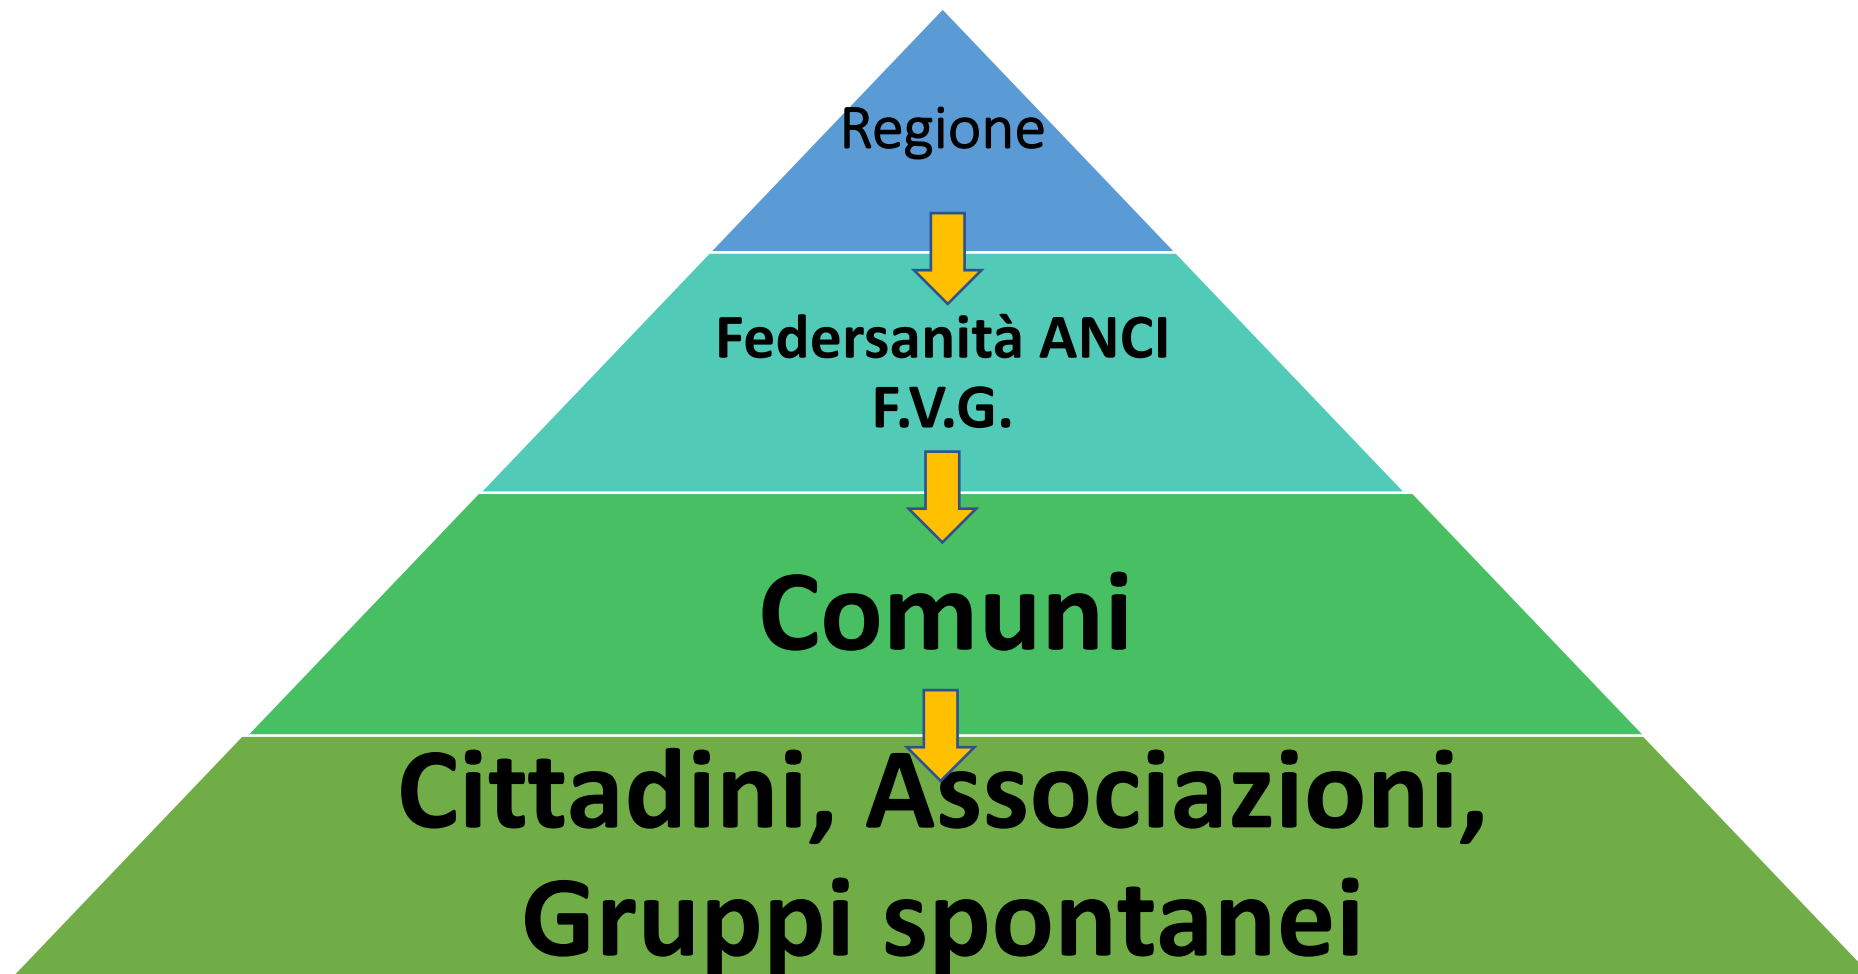 Regione
Federsanità ANCI
F.V.G.
Comuni
Cittadini, Associazioni,
Gruppi spontanei